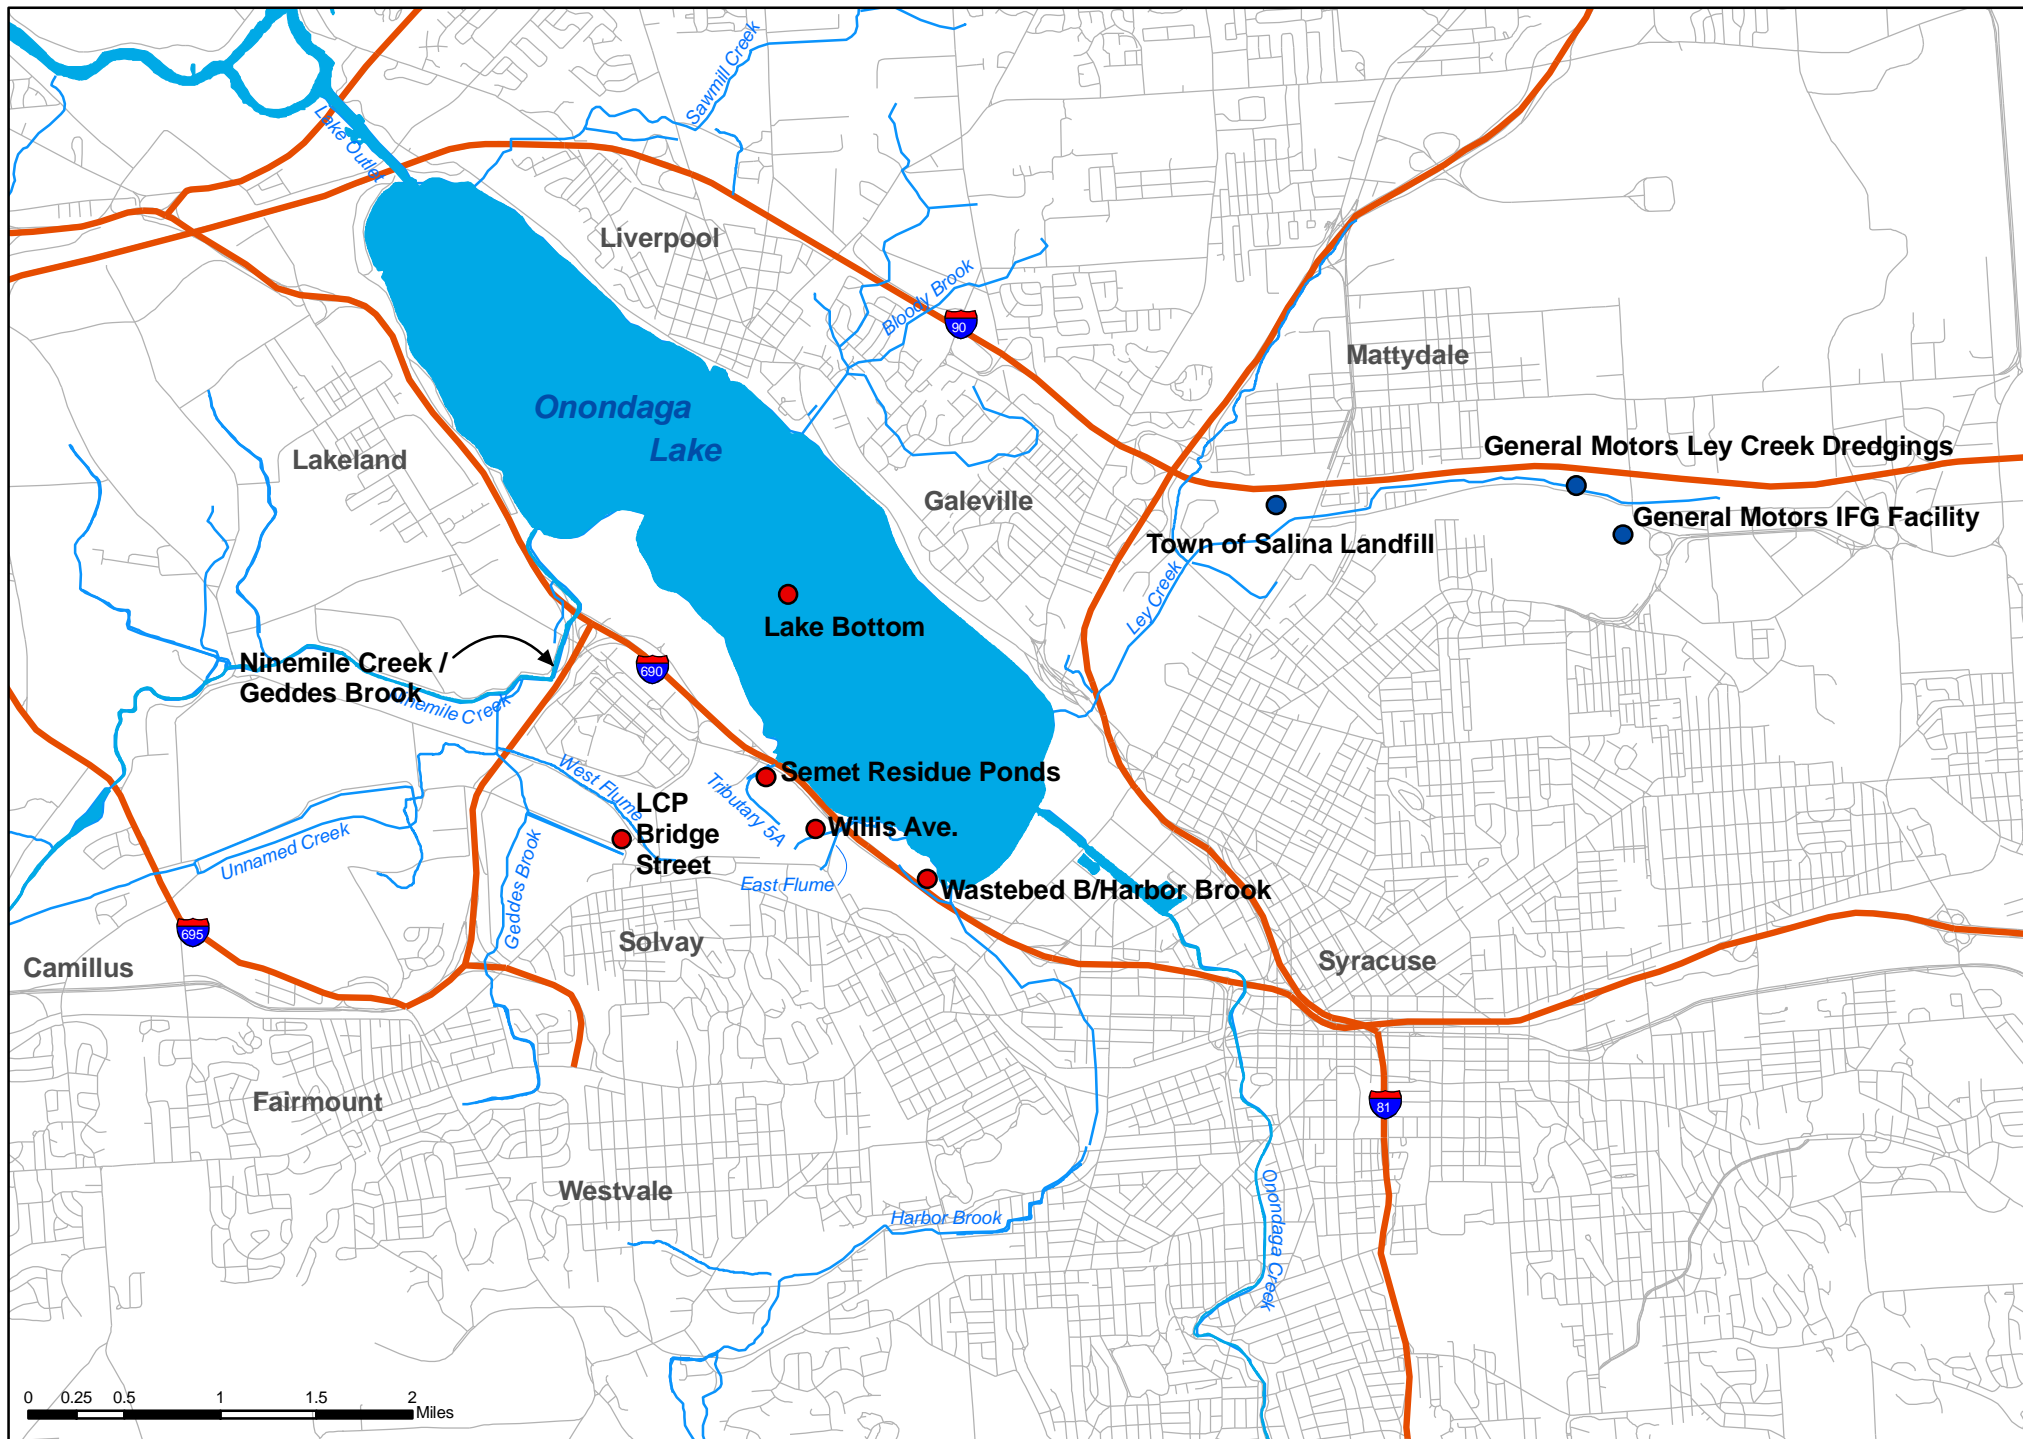 Sawmill Creek
Lake Outlet
Liverpool
Bloody Brook
90
Mattydale
Onondaga
Lake
General Motors Ley Creek Dredgings
Lakeland
Galeville
General Motors IFG Facility
Town of Salina Landfill
Ley Creek
Lake Bottom
Ninemile Creek /
Geddes Brook
690
Ninemile Creek
West Flume
Semet Residue Ponds
Tributary 5A
LCP
Bridge
Street
Willis Ave.
Unnamed Creek
Geddes Brook
East Flume
Wastebed B/Harbor Brook
695
Solvay
Camillus
Syracuse
Fairmount
81
Westvale
Harbor Brook
Onondaga Creek
0 0.25 0.5 1 1.5 2
Miles